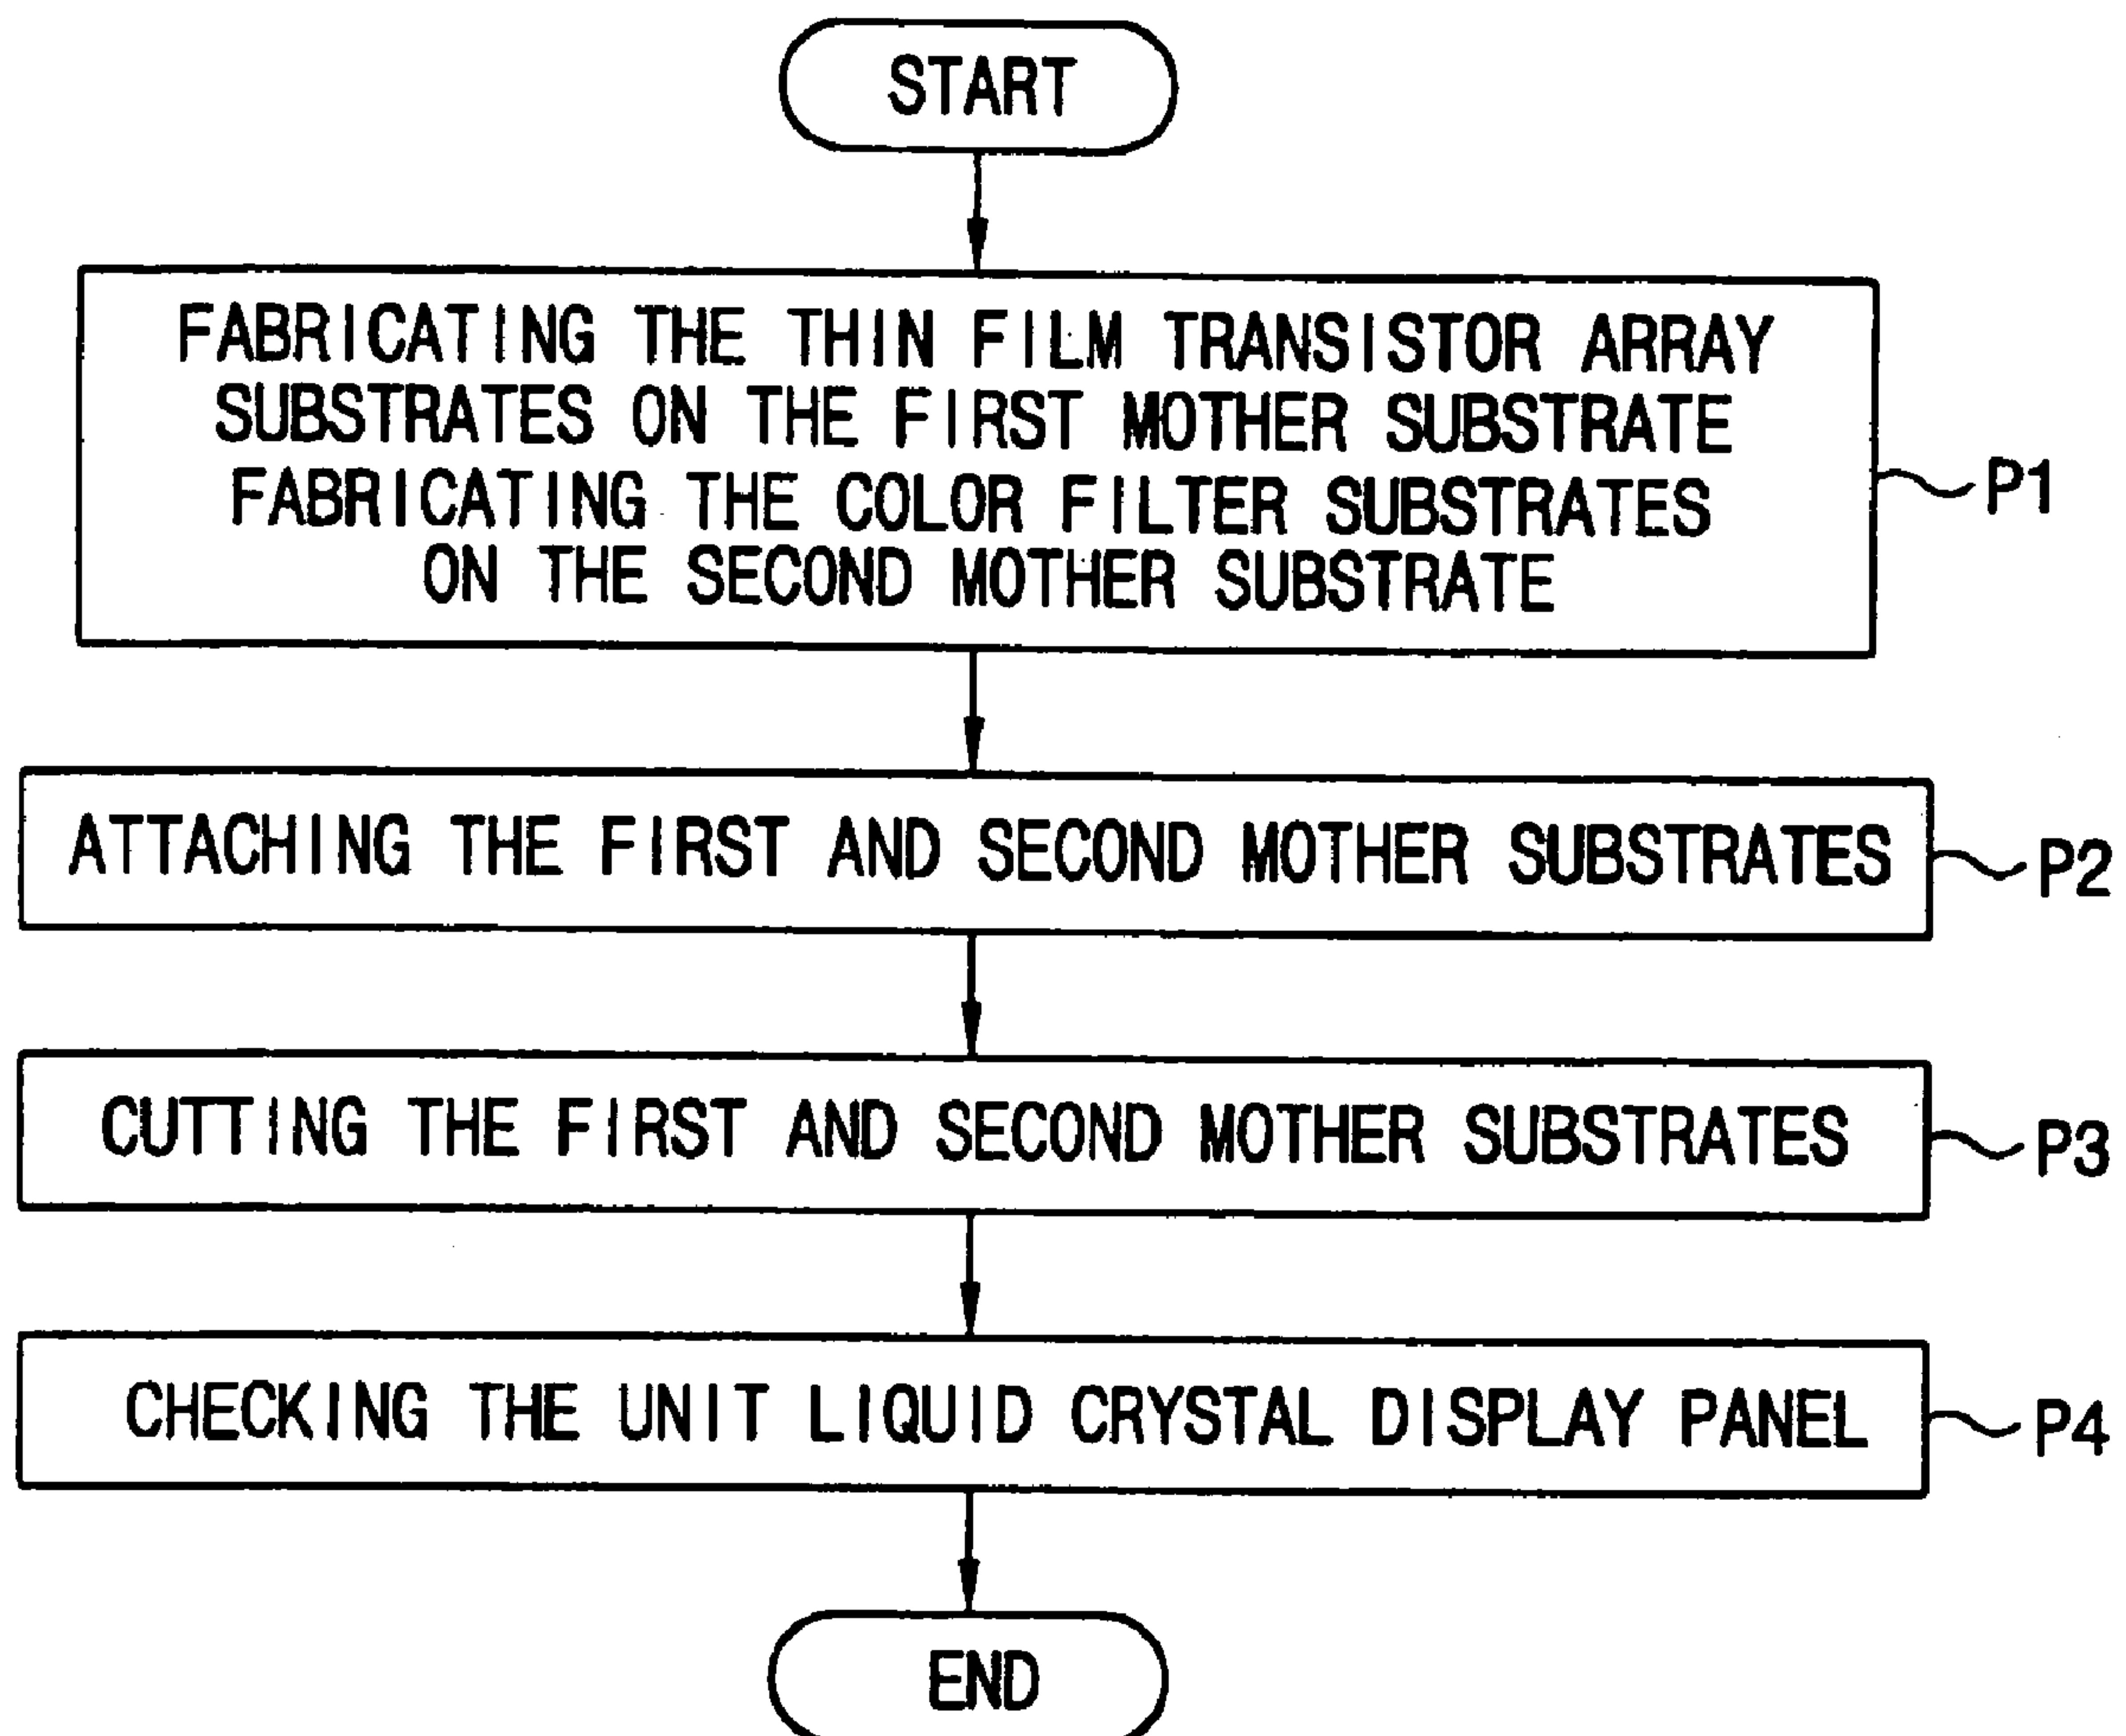 START
FABRICATING THE THIN FILM TRANSISTOR ARRAY
SUBSTRATES ON THE FIRST MOTHER SUBSTRATE
FABRICATING THE COLOR FILTER SUBSTRATES
ON THE SECOND MOTHER SUBSTRATE
P1
ATTACHING THE FIRST AND SECOND MOTHER SUBSTRATES
P2
CUTTING THE FIRST AND SECOND MOTHER SUBSTRATES
P3
CHECKING THE UNIT LIQUID CRYSTAL DISPLAY PANEL
P4
END